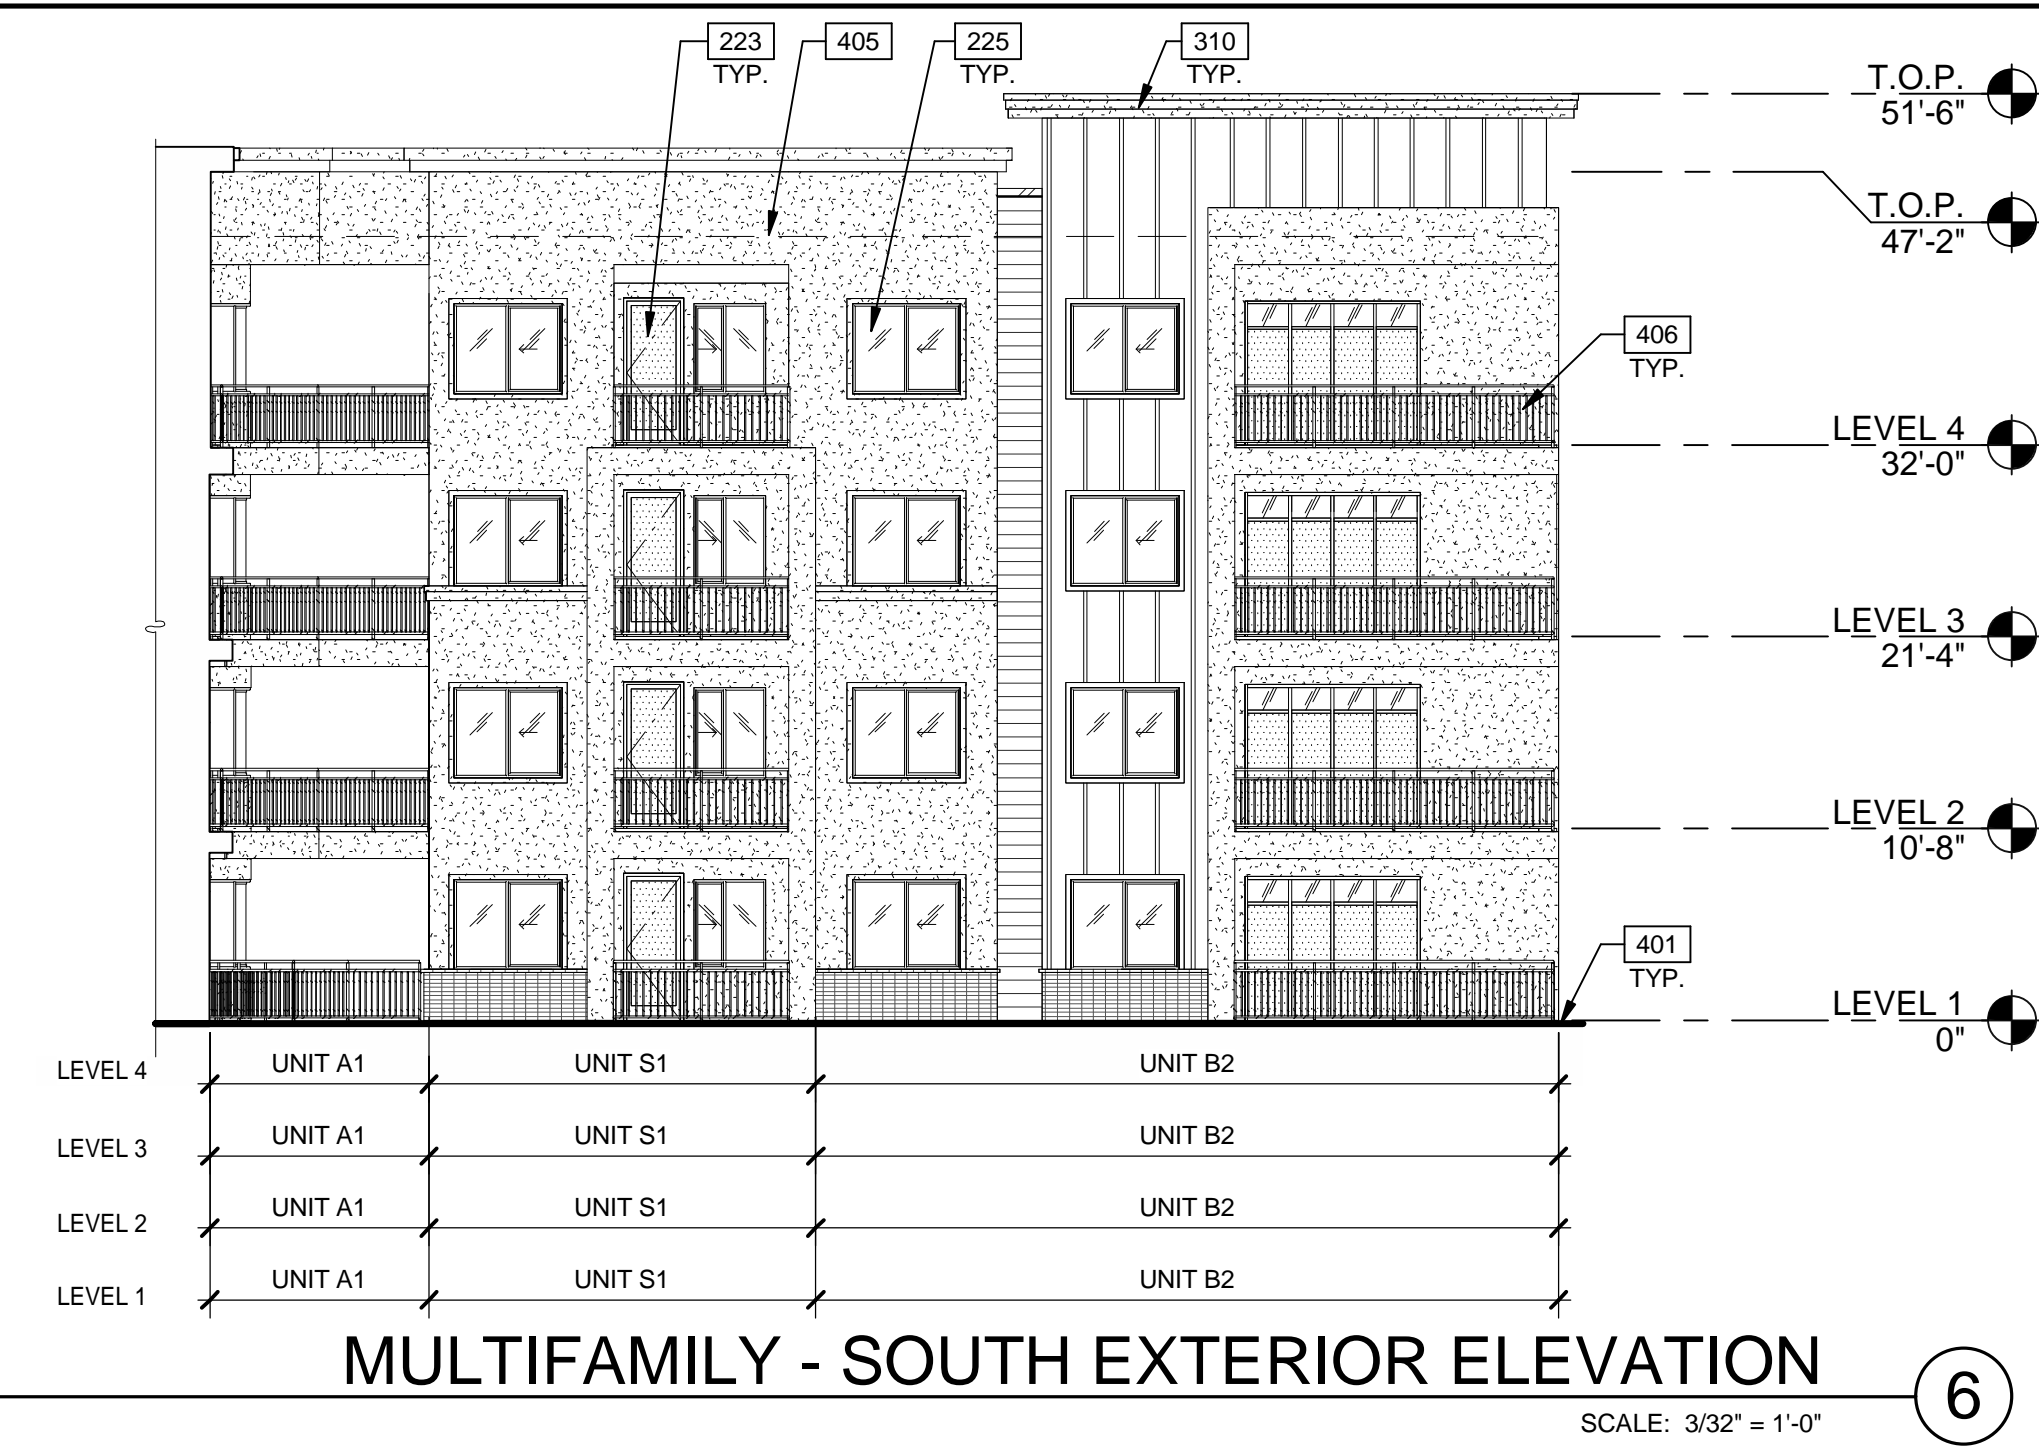 223
TYP.
405
225
TYP.
310
TYP.
T.O.P.
51'-6"
T.O.P.
47'-2"
406
TYP.
LEVEL 4
32'-0"
LEVEL 3
21'-4"
LEVEL 2
10'-8"
401
TYP.
LEVEL 1
0"
LEVEL 4 UNIT A1 UNIT S1 UNIT B2
LEVEL 3 UNIT A1 UNIT S1 UNIT B2
LEVEL 2 UNIT A1 UNIT S1 UNIT B2
LEVEL 1 UNIT A1 UNIT S1 UNIT B2
MULTIFAMILY - SOUTH EXTERIOR ELEVATION
6
SCALE: 3/32" = 1'-0"